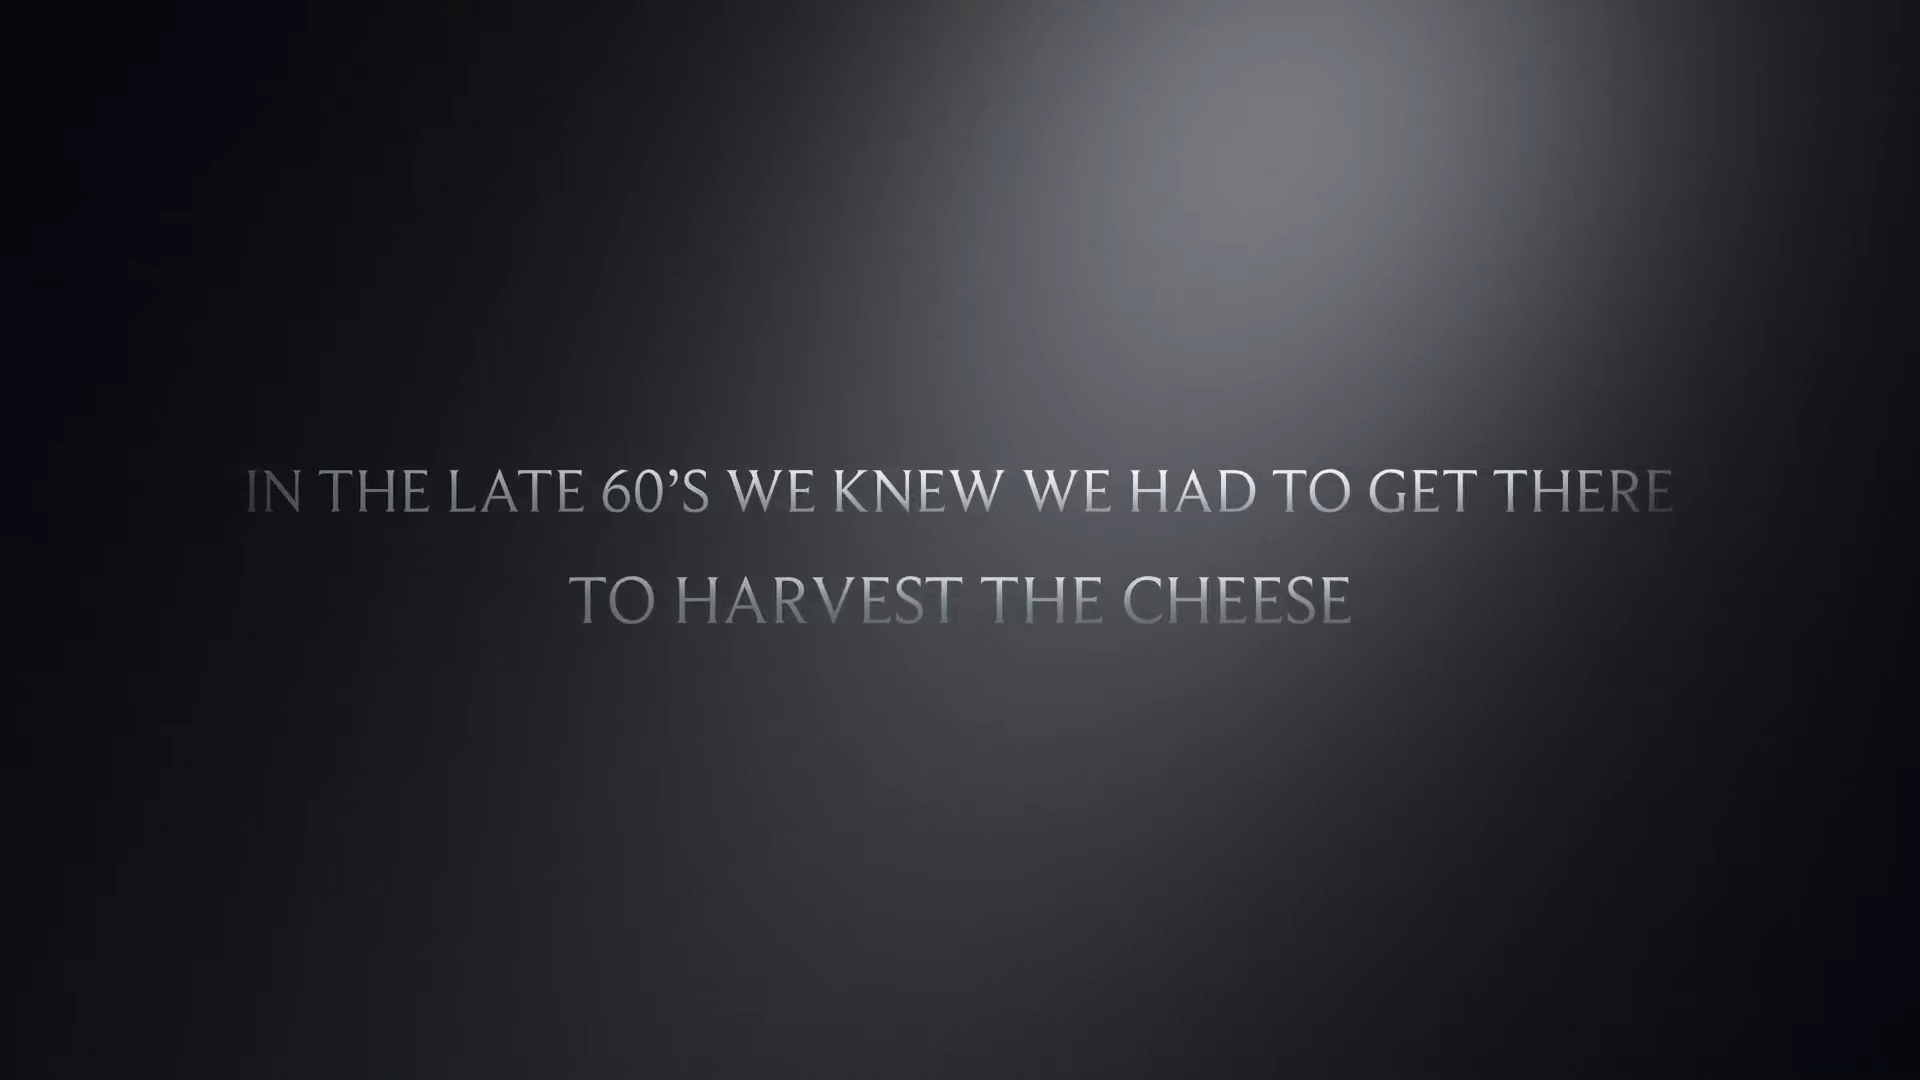 IN THE LATE 60’S WE KNEW WE HAD TO GET THERE
TO HARVEST THE CHEESE